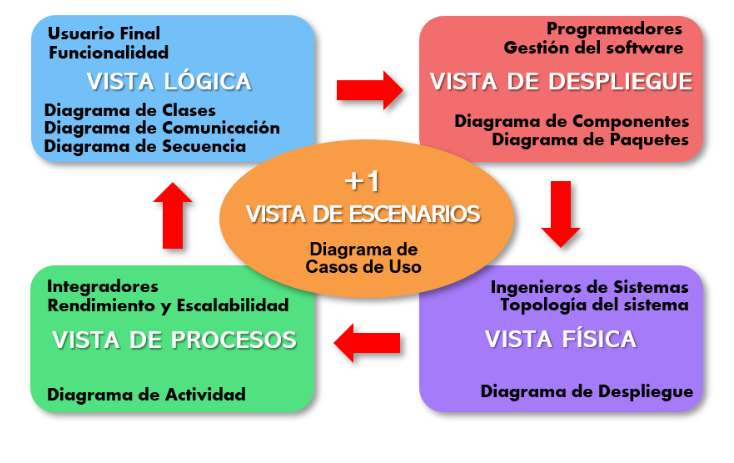 Usuario Final
Funcionalidad
VISTA LÓGICA
Diagrama de Clases
Diagrama de Comunicación
Diagrama de Secuencia
Programadores
Gestión del software
VISTA DE DESPLIEGUE
Diagrama de Componentes
Diagrama de Paquetes
+1
VISTA DE ESCENARIOS
Diagrama de
Casos de Uso
Integradores
Rendimiento y Escalabilidad
VISTA DE PROCESOS
Diagrama de Actividad
Ingenieros de Sistemas
Topología del sistema
VISTA FÍSICA
Diagrama de Despliegue